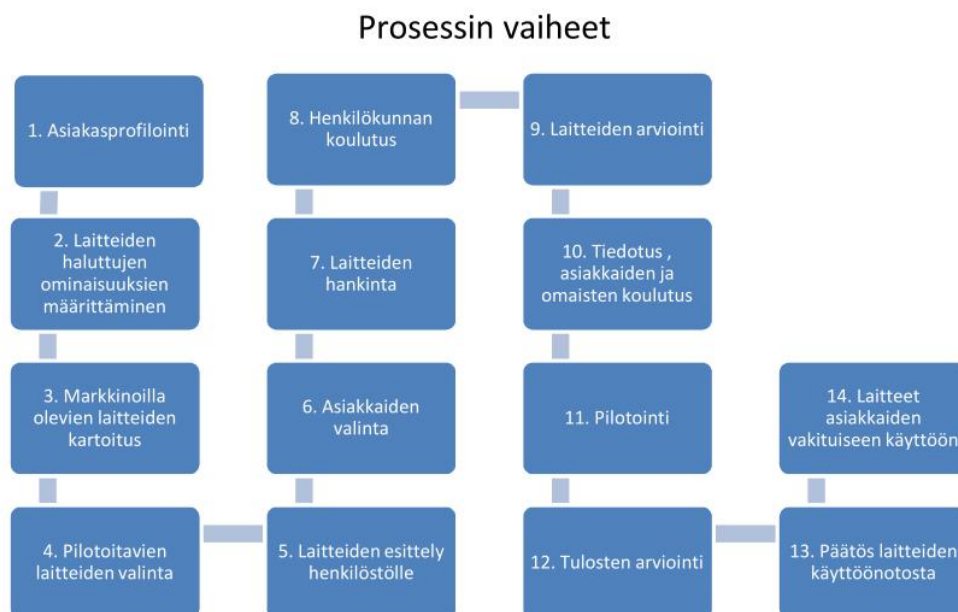 Prosessin vaiheet
1. Asiakasprofilointi
2. Laitteiden
haluttujen
ominaisuuksien
määrittäminen
3. Markkinoilla
olevien laitteiden
kartoitus
4. Pilotoitavien
laitteiden valinta
5. Laitteiden esittely
henkilöstölle
6. Asiakkaiden
valinta
7. Laitteiden
hankinta
8. Henkilökunnan
koulutus
9. Laitteiden arviointi
10. Tiedotus ,
asiakkaiden ja
omaisten koulutus
11. Pilotointi
12. Tulosten arviointi
13. Päätös laitteiden
käyttöönotosta
14. Laitteet
asiakkaiden
vakituiseen käyttöön